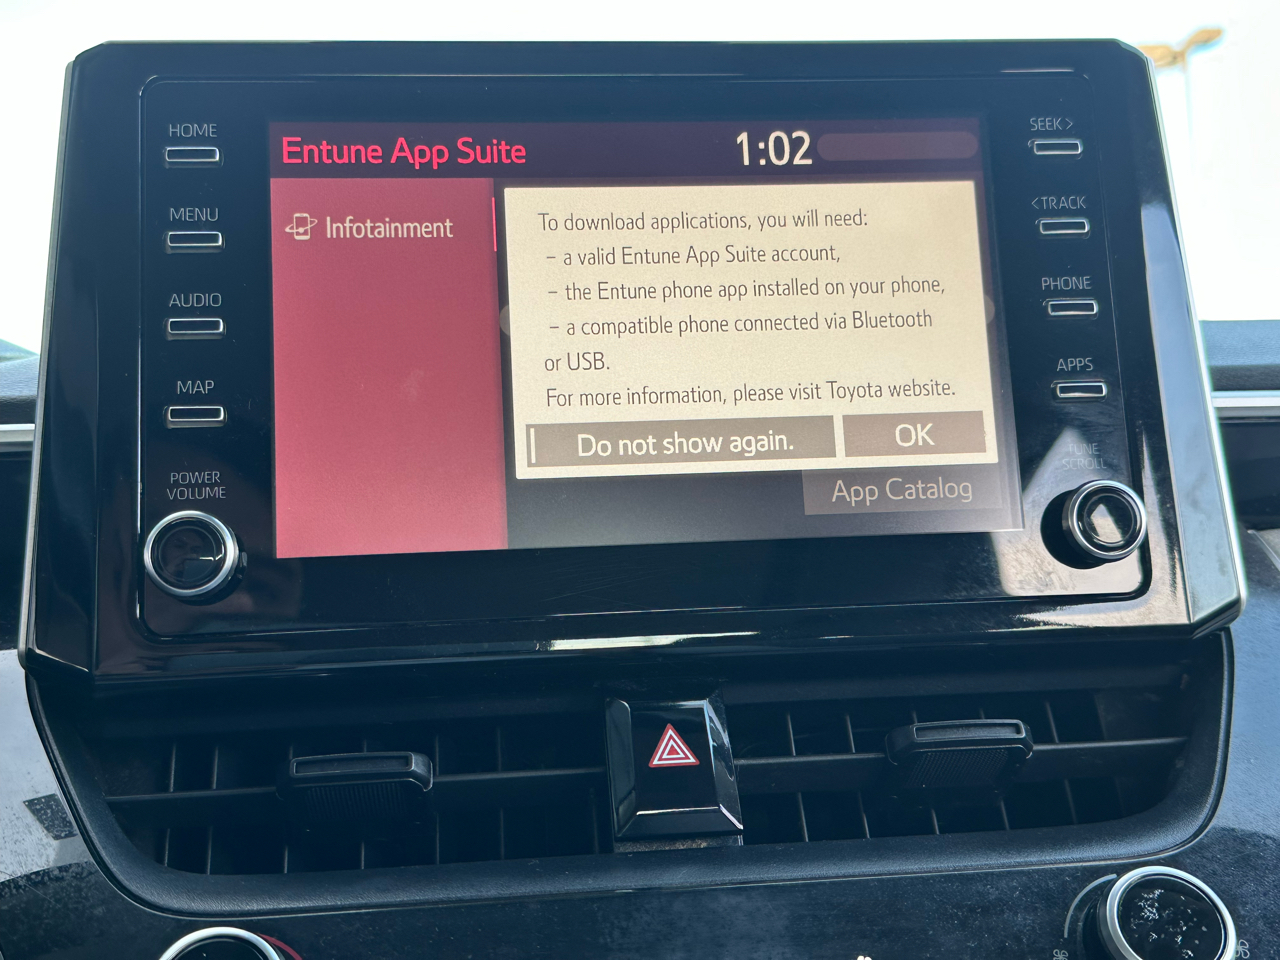 HOME
MENU
AUDIO
MAP
POWER
VOLUME
Entune App Suite
1:02
Infotainment
To download applications, you will need:
– a valid Entune App Suite account,
– the Entune phone app installed on your phone,
– a compatible phone connected via Bluetooth
or USB.
For more information, please visit Toyota website.
Do not show again.
OK
App Catalog
SEEK >
< TRACK
PHONE
APPS
TUNE
SCROLL